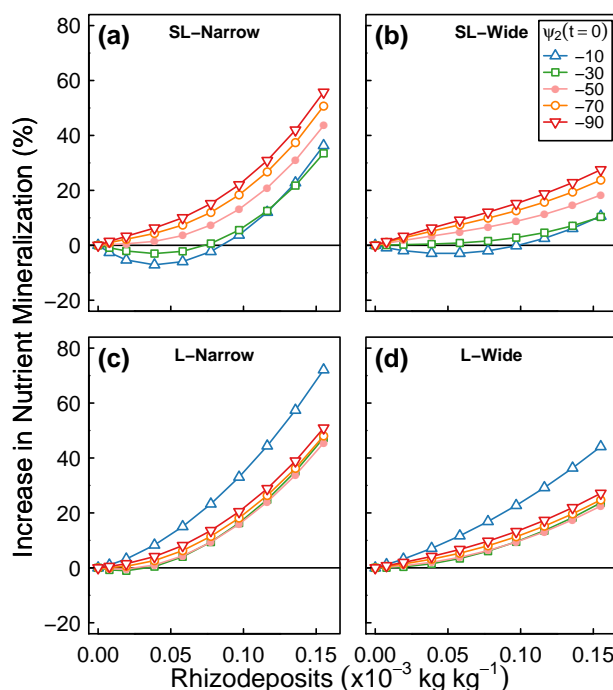 (a) SL−Narrow
(b) SL−Wide
ψ₂(t=0)
−10
−30
−50
−70
−90
80
60
40
20
0
−20
(c) L−Narrow
(d) L−Wide
80
60
40
20
0
−20
0.00 0.05 0.10 0.15
0.00 0.05 0.10 0.15
Increase in Nutrient Mineralization (%)
Rhizodeposits (x10⁻³ kg kg⁻¹)